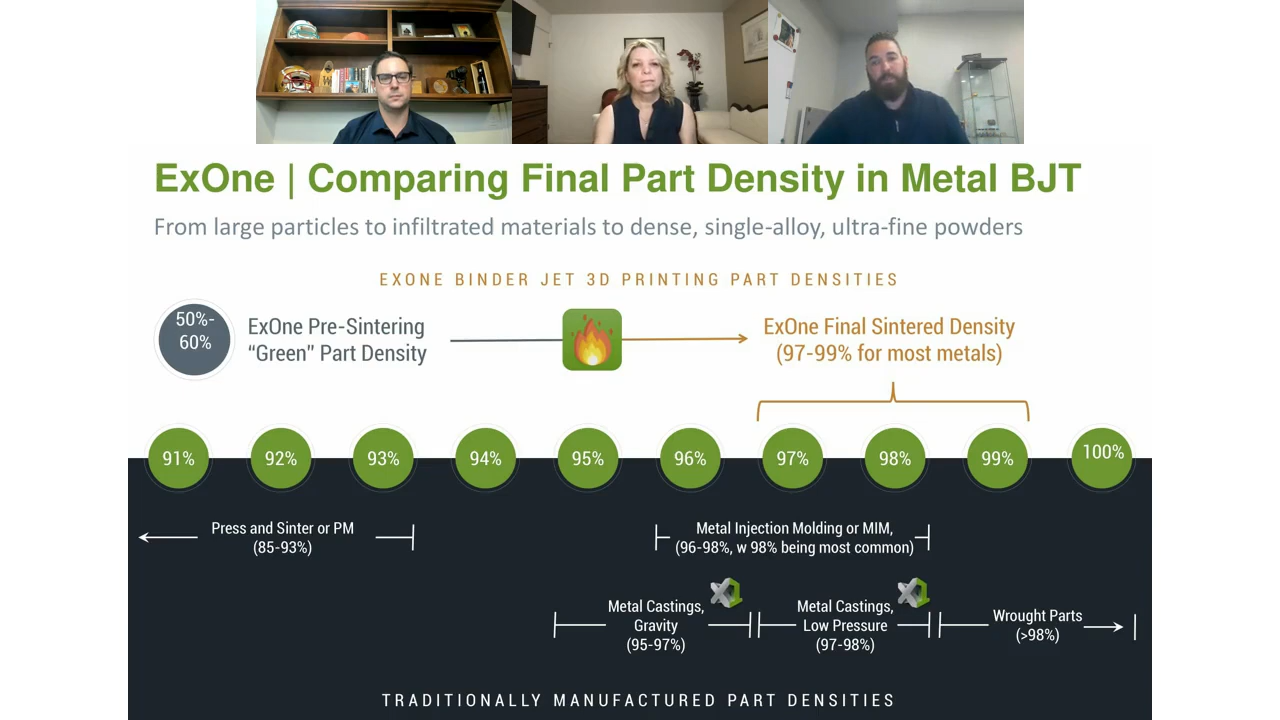 ExOne | Comparing Final Part Density in Metal BJT
From large particles to infiltrated materials to dense, single-alloy, ultra-fine powders
EXONE BINDER JET 3D PRINTING PART DENSITIES
50%-
60%
ExOne Pre-Sintering
“Green” Part Density
ExOne Final Sintered Density
(97-99% for most metals)
91%
92%
93%
94%
95%
96%
97%
98%
99%
100%
Press and Sinter or PM
(85-93%)
Metal Injection Molding or MIM,
(96-98%, w 98% being most common)
Metal Castings,
Gravity
(95-97%)
Metal Castings,
Low Pressure
(97-98%)
Wrought Parts
(>98%)
TRADITIONALLY MANUFACTURED PART DENSITIES